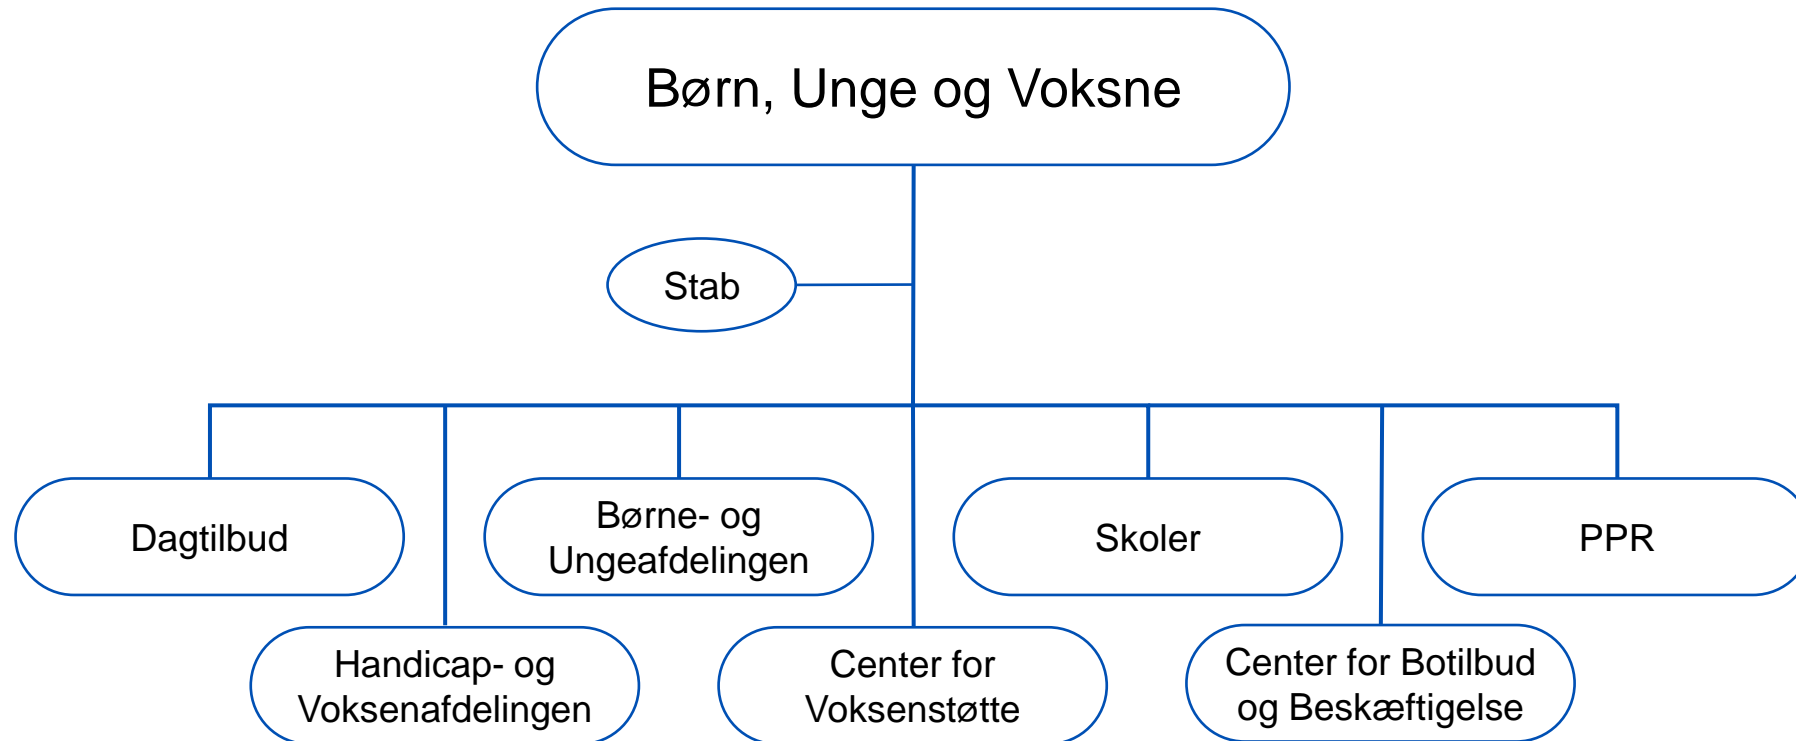 Børn, Unge og Voksne
Stab
Dagtilbud
Børne- og
Ungeafdelingen
Skoler
PPR
Handicap- og
Voksenafdelingen
Center for
Voksenstøtte
Center for Botilbud
og Beskæftigelse